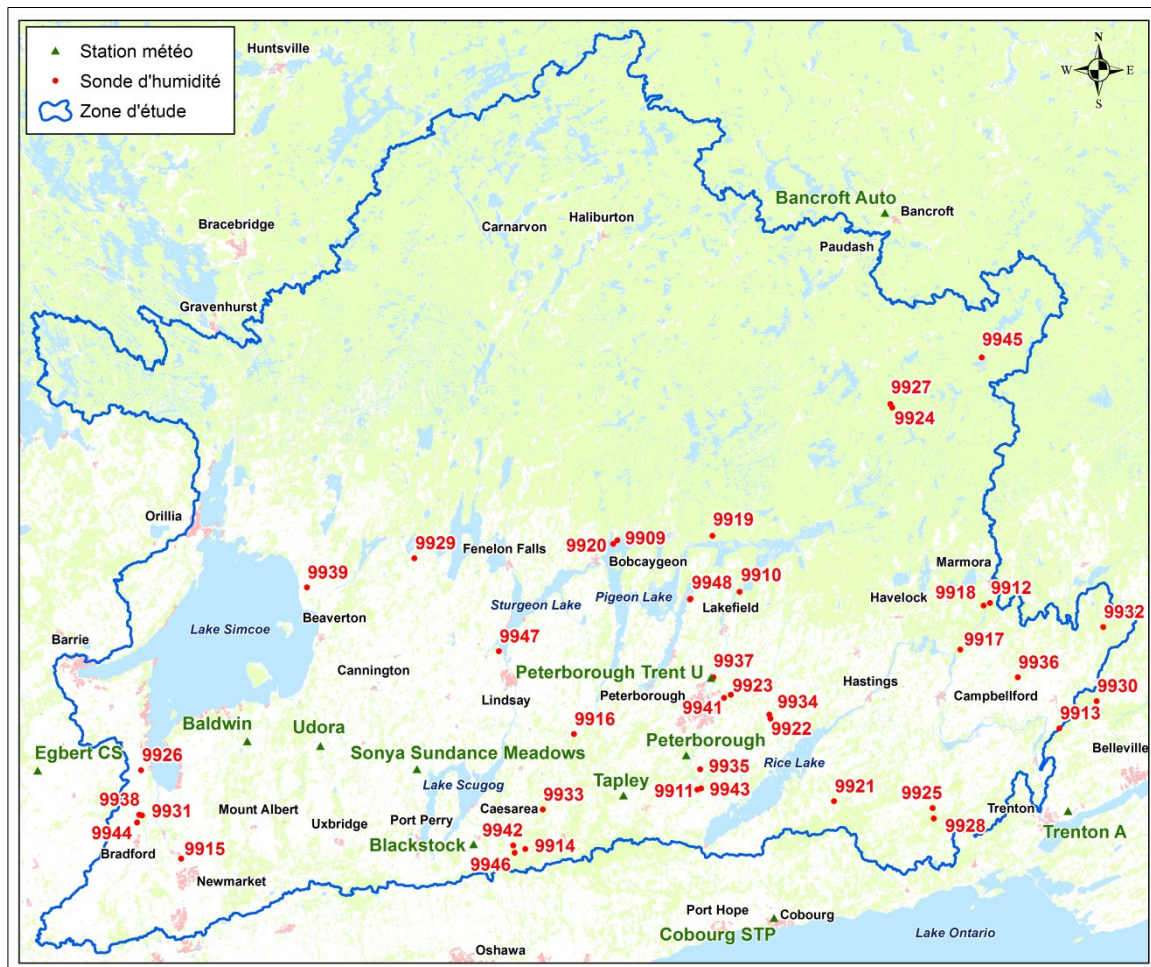 Station météo
Sonde d'humidité
Zone d'étude
Huntsville
N
W E
S
Bancroft Auto
Bancroft
Haliburton
Carnarvon
Bracebridge
Paudash
Gravenhurst
9945
9927
9924
Orillia
9919
9929
Fenelon Falls
9920
9909
Bobcaygeon
Marmora
9939
9948
9910
9918
9912
Sturgeon Lake
Pigeon Lake
Lakefield
Havelock
Beaverton
Lake Simcoe
9932
Barrie
9947
9917
Cannington
Peterborough Trent U
9937
9936
Lindsay
Peterborough
9923
Hastings
Campbellford
9941
9934
9930
9916
9913
Baldwin
Udora
9922
Belleville
Egbert CS
9926
Sonya Sundance Meadows
Peterborough
Rice Lake
9935
Lake Scugog
Tapley
9911
9943
9938
9931
Mount Albert
Caesarea
9933
9921
9925
Trenton
Port Perry
Uxbridge
9944
9942
9928
Trenton A
Bradford
9915
Blackstock
9914
9946
Newmarket
Port Hope
Cobourg
Cobourg STP
Lake Ontario
Oshawa